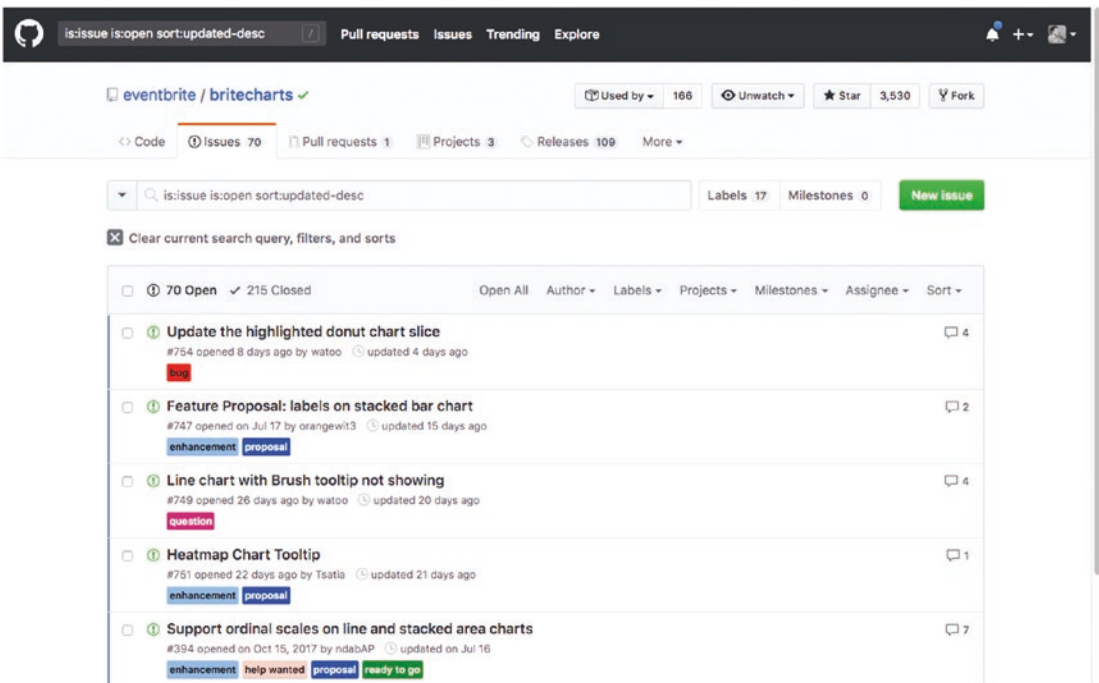 is:issue is:open sort:updated-desc / Pull requests Issues Trending Explore
eventbrite / britecharts Used by 166 Unwatch Star 3,530 Fork
Code Issues 70 Pull requests 1 Projects 3 Releases 109 More
is:issue is:open sort:updated-desc Labels 17 Milestones 0 New issue
Clear current search query, filters, and sorts
70 Open 215 Closed Open All Author Labels Projects Milestones Assignee Sort
Update the highlighted donut chart slice 4
#754 opened 8 days ago by watoo updated 4 days ago
bug
Feature Proposal: labels on stacked bar chart 2
#747 opened on Jul 17 by orangewit3 updated 15 days ago
enhancement proposal
Line chart with Brush tooltip not showing 4
#749 opened 26 days ago by watoo updated 20 days ago
question
Heatmap Chart Tooltip 1
#751 opened 22 days ago by Tsatia updated 21 days ago
enhancement proposal
Support ordinal scales on line and stacked area charts 7
#394 opened on Oct 15, 2017 by ndabAP updated on Jul 16
enhancement help wanted proposal ready to go